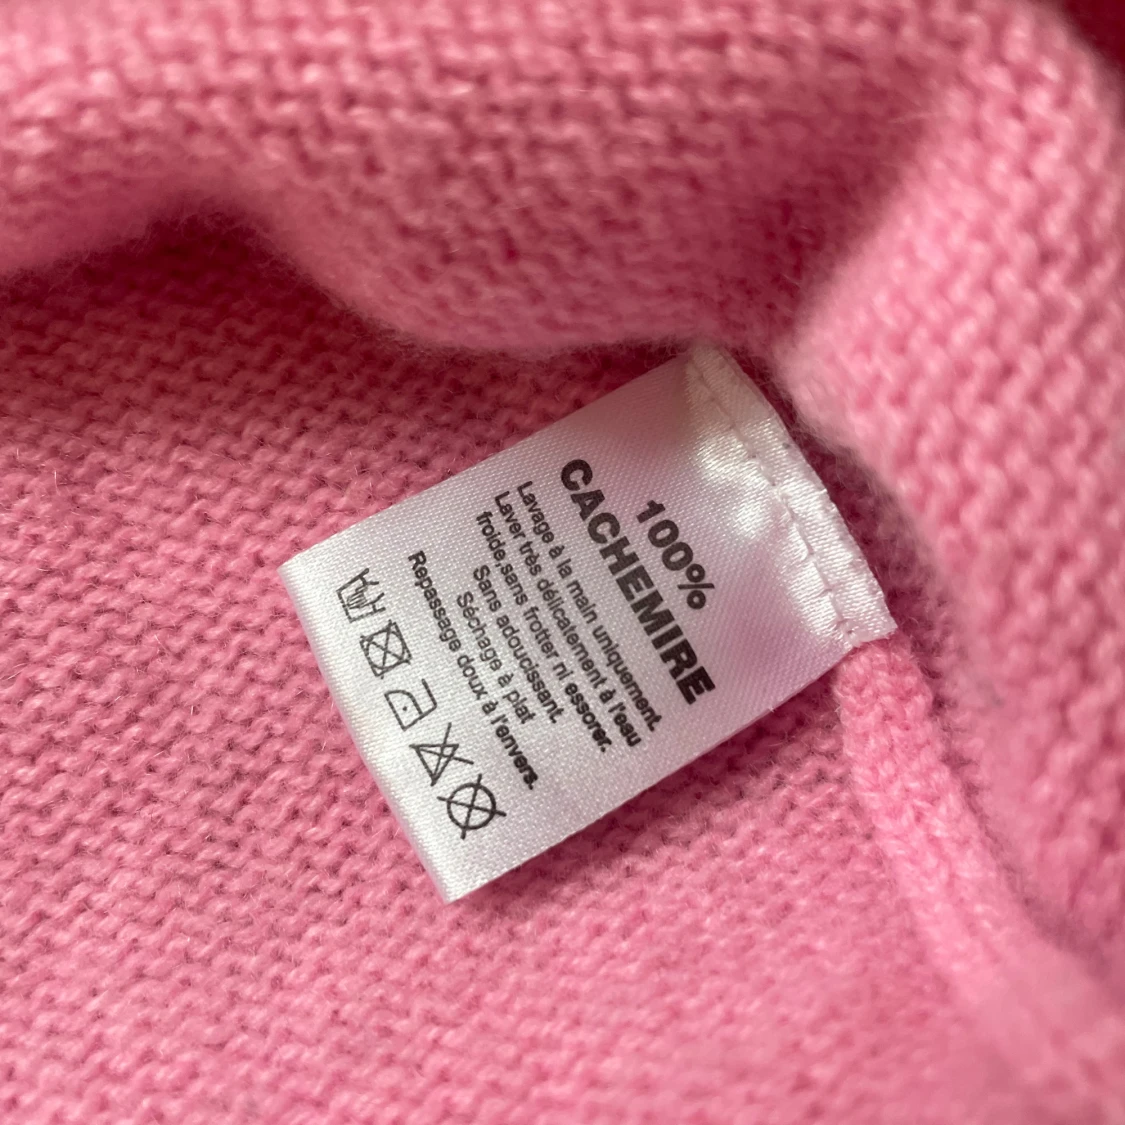 100%
CACHEMIRE
Lavage à la main uniquement.
Laver très délicatement à l'eau
froide,sans frotter ni essorer.
Sans adoucissant.
Séchage à plat
Repassage doux à l'envers.